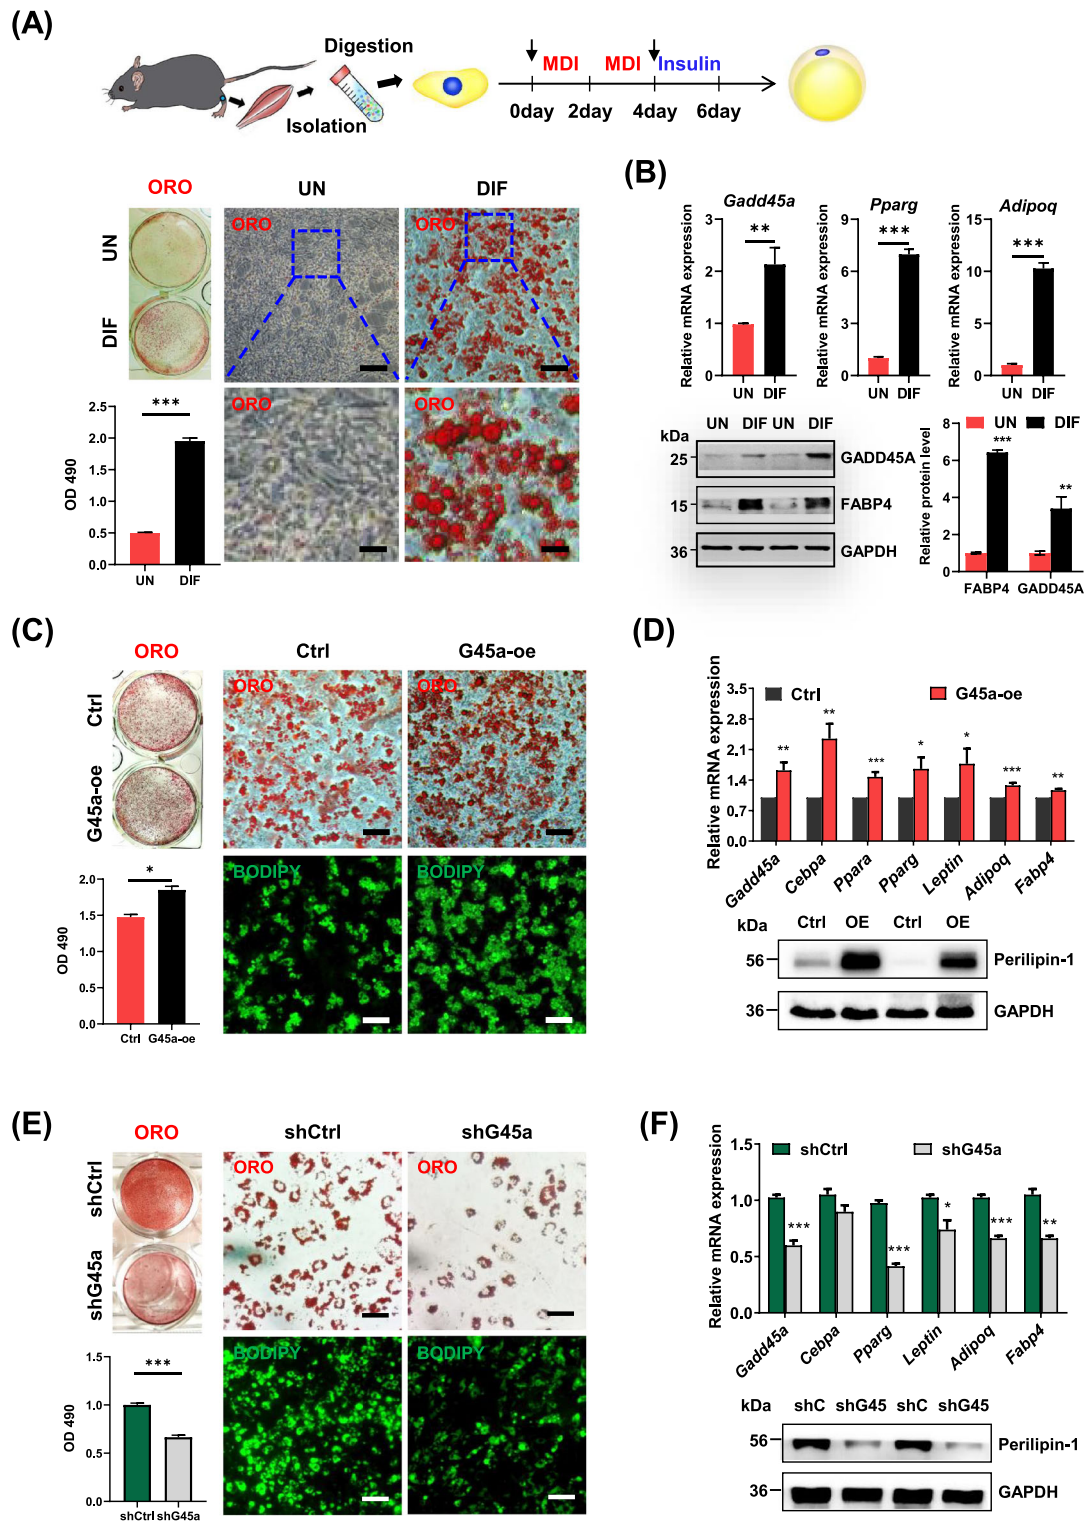 (A)
Digestion
Isolation
MDI MDI Insulin
0day 2day 4day 6day
ORO UN DIF
UN
DIF
ORO ORO
ORO ORO
OD 490
2.5
2.0
1.5
1.0
0.5
0.0
***
UN DIF
(B)
Gadd45a Pparg Adipoq
Relative mRNA expression
3
2
1
0
**
UN DIF
Relative mRNA expression
9
6
3
0
***
UN DIF
Relative mRNA expression
15
10
5
0
***
UN DIF
kDa UN DIF UN DIF
25 GADD45A
15 FABP4
36 GAPDH
UN DIF
Relative protein level
8
6
4
2
0
***
**
FABP4 GADD45A
(C)
ORO Ctrl G45a-oe
Ctrl
G45a-oe
ORO ORO
BODIPY BODIPY
OD 490
2.0
1.5
1.0
0.5
0.0
*
Ctrl G45a-oe
(D)
Relative mRNA expression
3.5
2.8
2.1
1.4
0.7
0.0
Ctrl G45a-oe
** ** *** * * *** **
Gadd45a Cebpa Ppara Pparg Leptin Adipoq Fabp4
kDa Ctrl OE Ctrl OE
56 Perilipin-1
36 GAPDH
(E)
ORO shCtrl shG45a
shCtrl
shG45a
ORO ORO
BODIPY BODIPY
OD 490
1.5
1.0
0.5
0.0
***
shCtrl shG45a
(F)
Relative mRNA expression
1.5
1.0
0.5
0.0
shCtrl shG45a
*** *** * *** **
Gadd45a Cebpa Pparg Leptin Adipoq Fabp4
kDa shC shG45 shC shG45
56 Perilipin-1
36 GAPDH